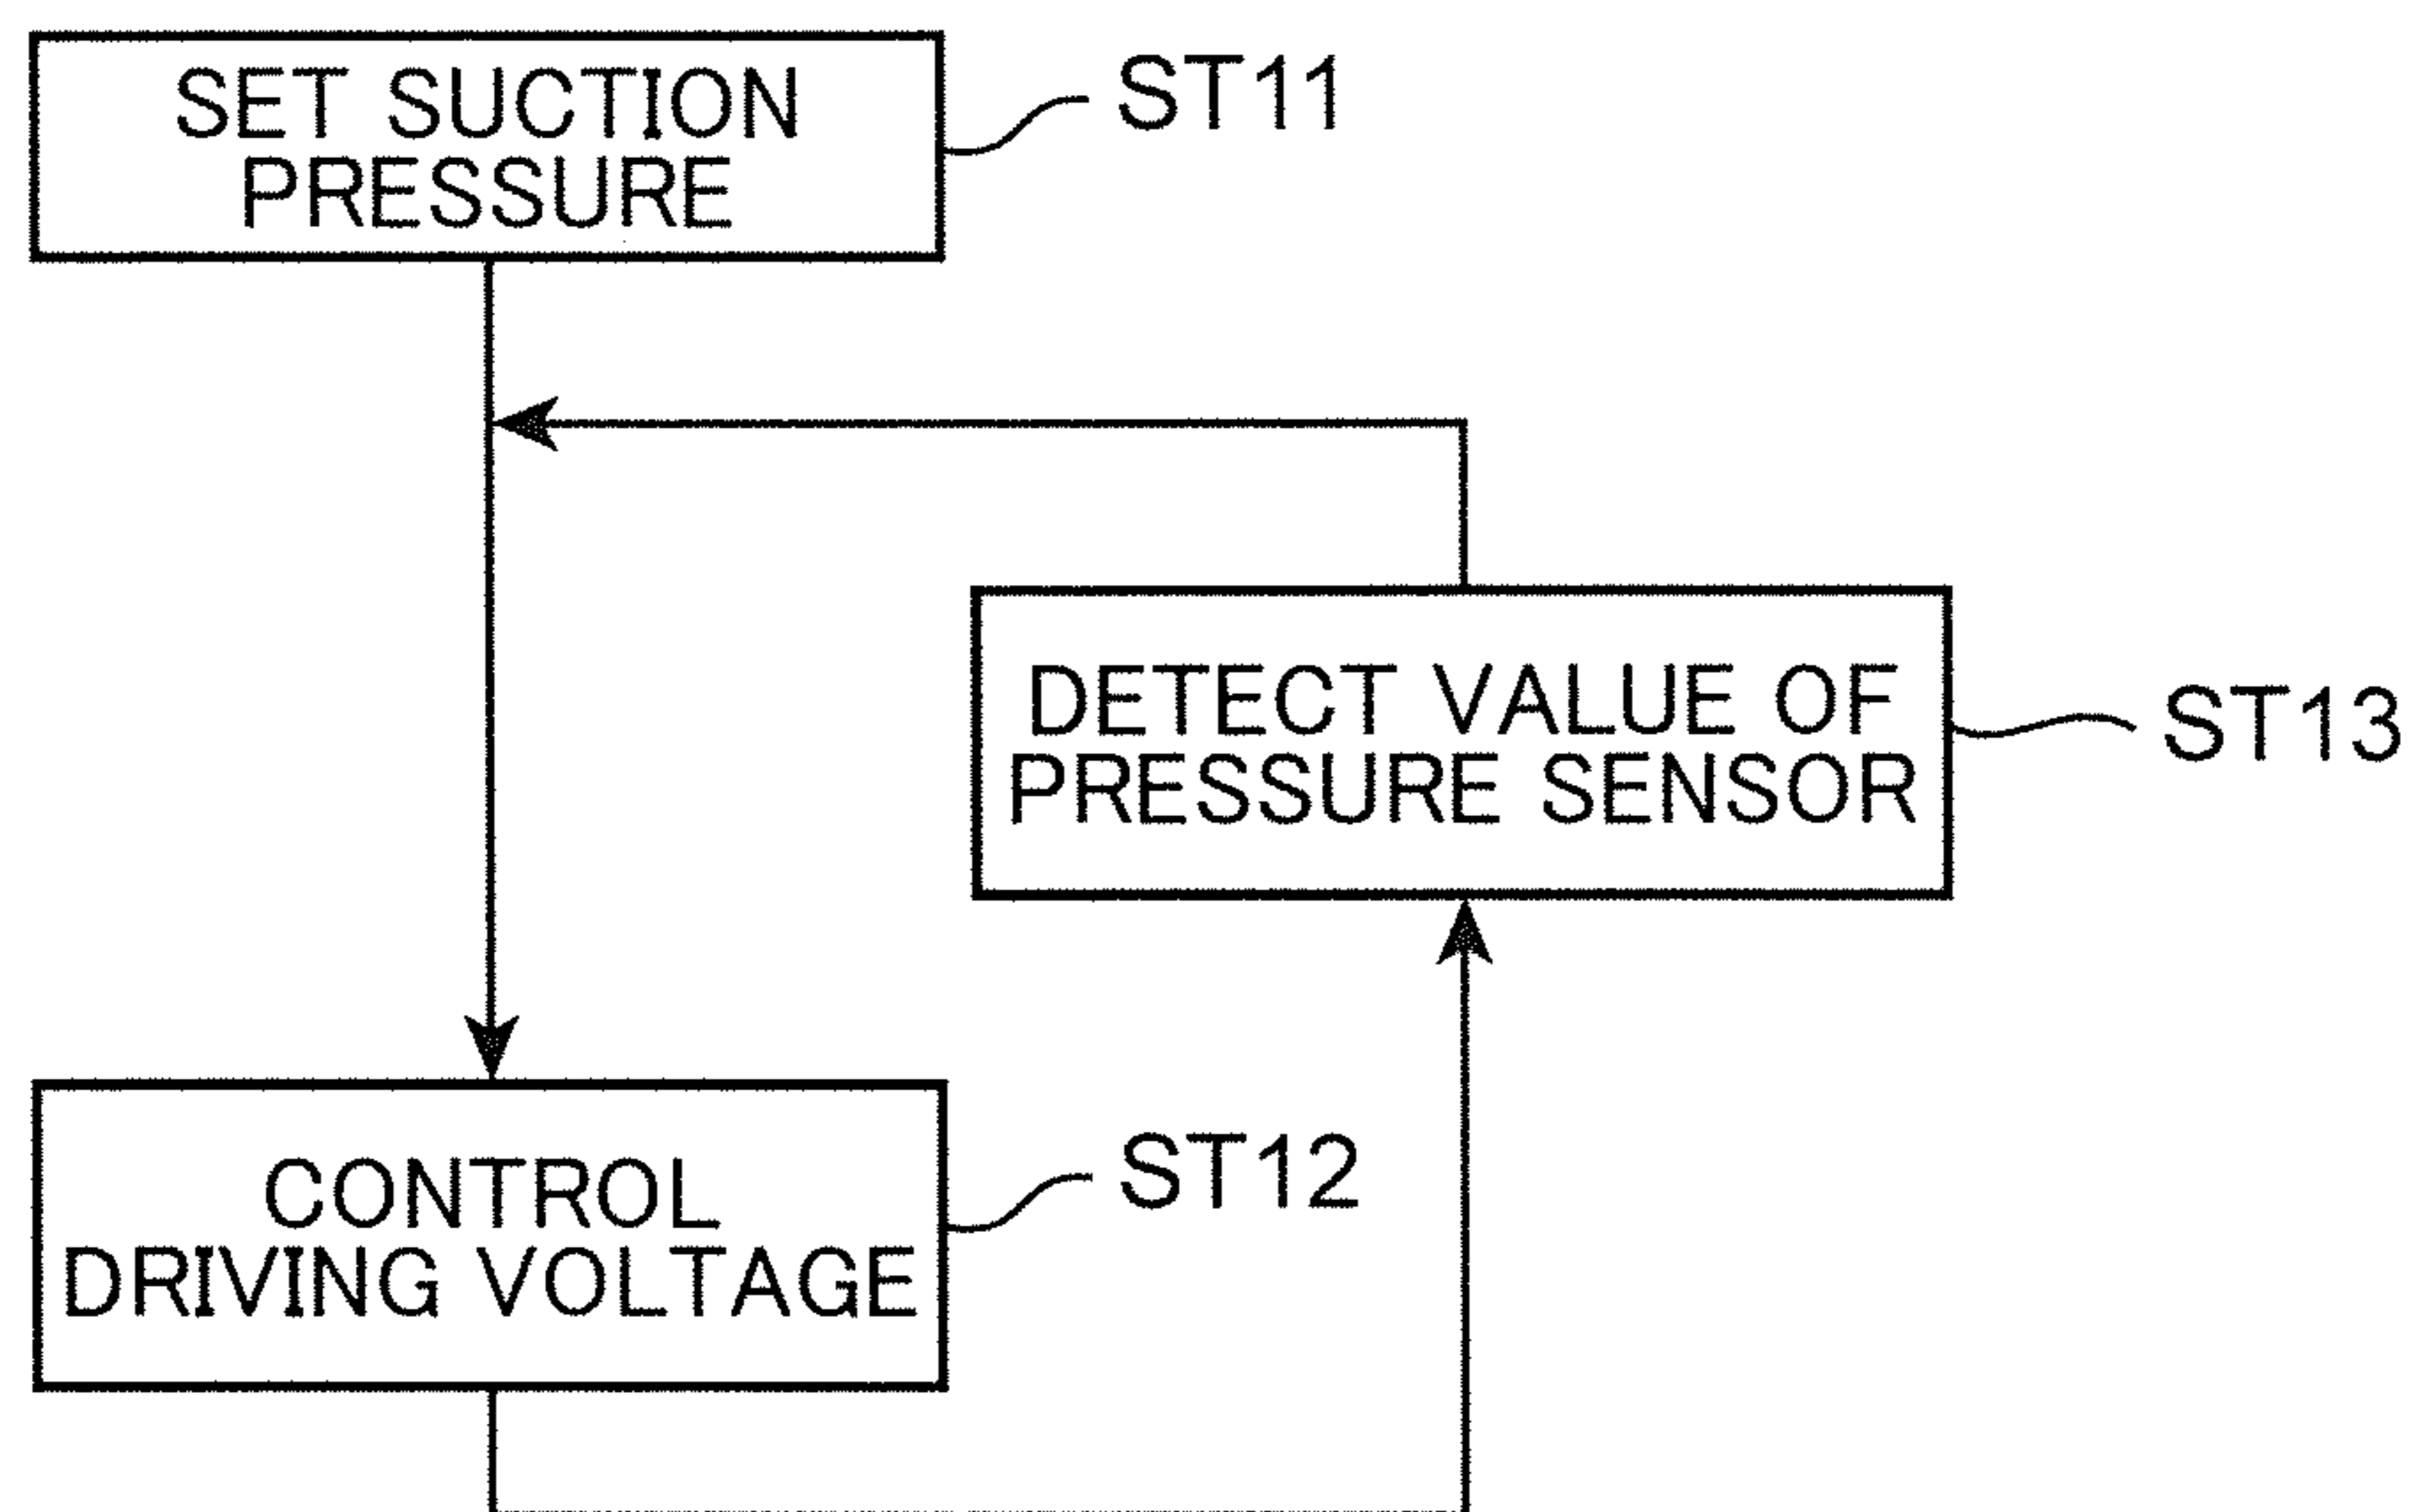 SET SUCTION
PRESSURE
ST11
DETECT VALUE OF
PRESSURE SENSOR
ST13
CONTROL
DRIVING VOLTAGE
ST12